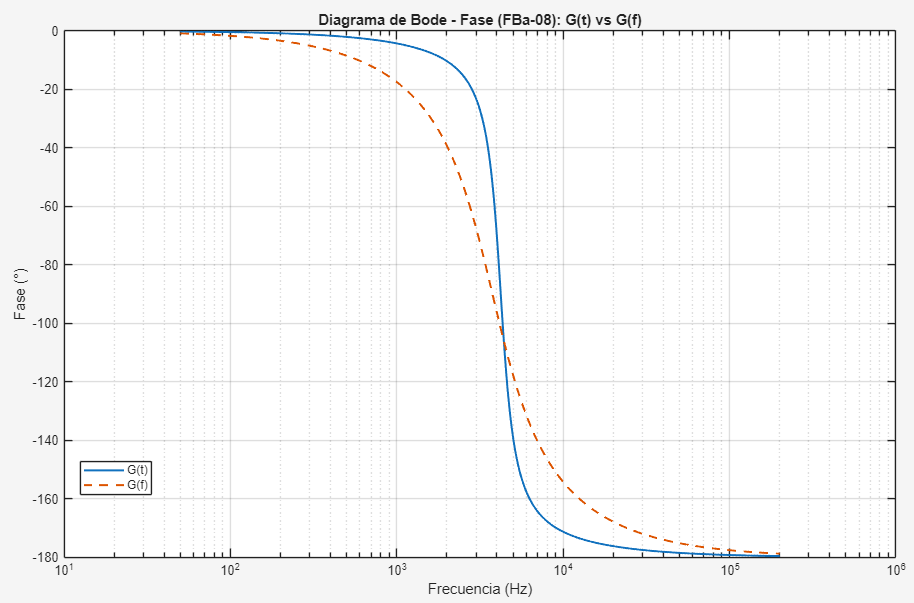 Diagrama de Bode - Fase (FBa-08): G(t) vs G(f)
Fase (°)
0
-20
-40
-60
-80
-100
-120
-140
-160
-180
G(t)
G(f)
10¹ 10² 10³ 10⁴ 10⁵ 10⁶
Frecuencia (Hz)